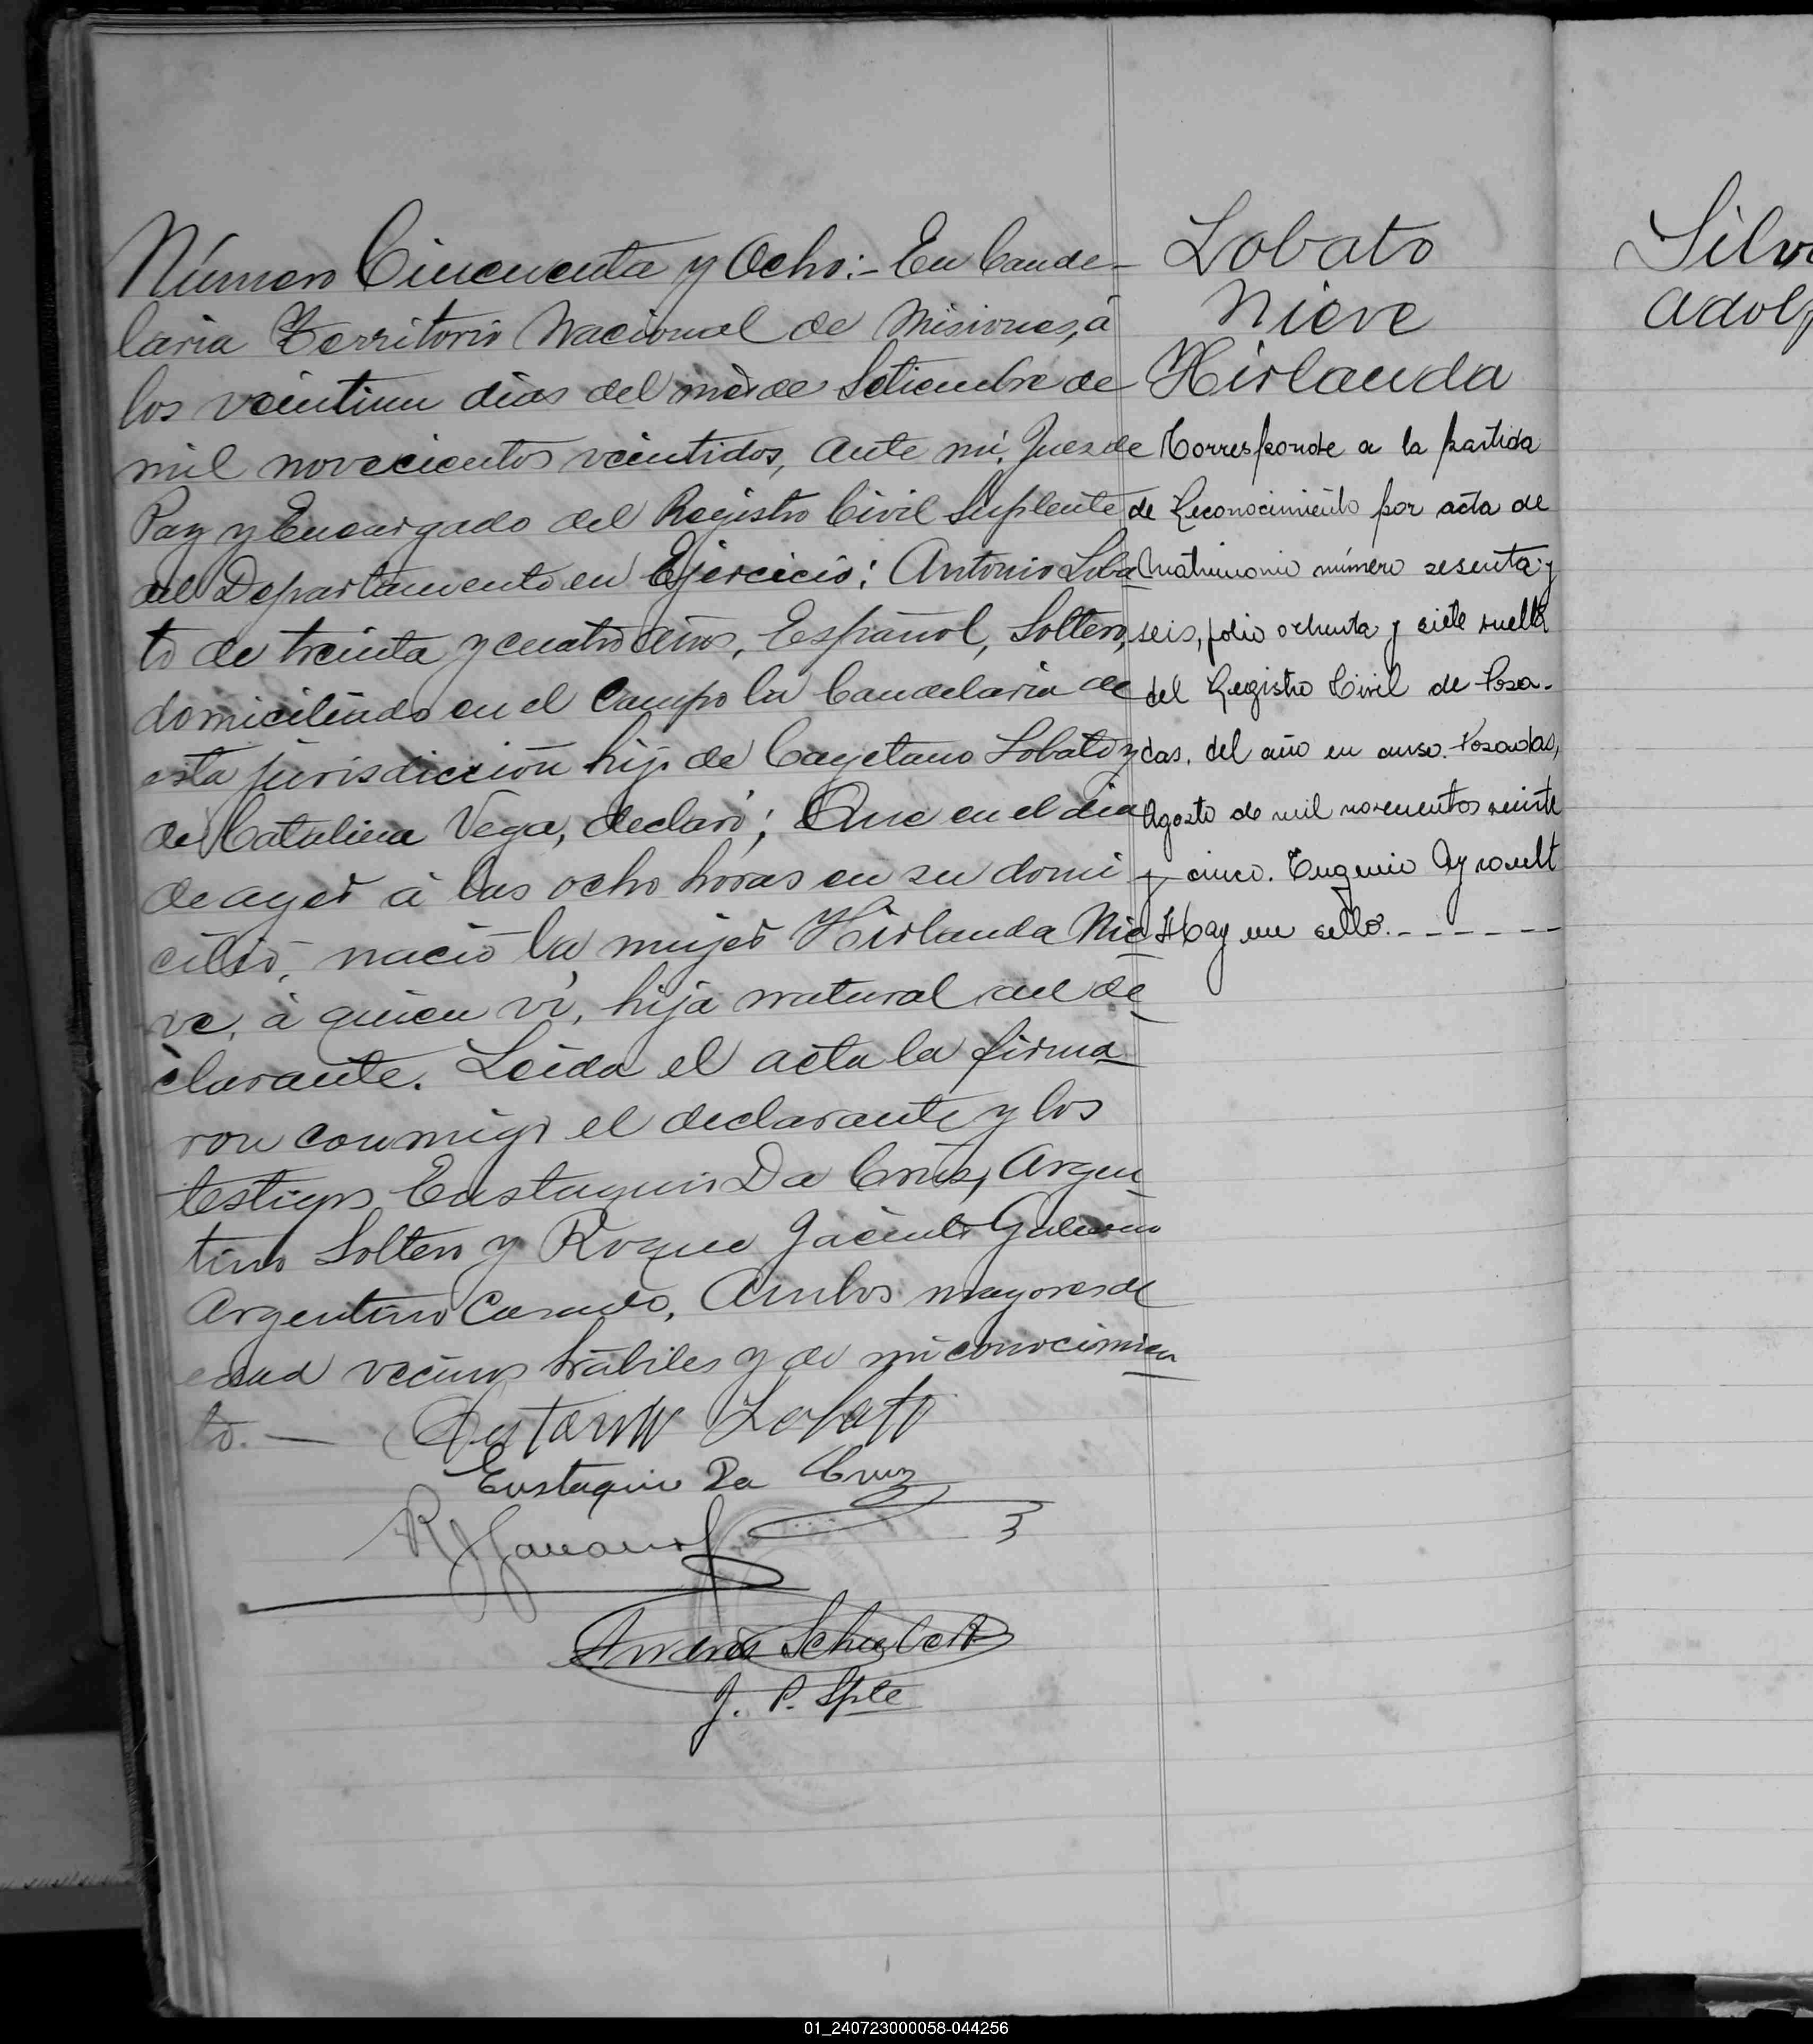 Número Cincuenta y Ocho:- En Cande-
laria Territorio Nacional de Misiones, à
los veintiun dias del mes de Setiembre de
mil novecientos veintidos, ante mi, Juez de
Paz y Encargado del Registro Civil Suplente
del Departamento en Ejercicio; Antonio Loba
to de treinta y cuatro años, Español, Soltero,
domiciliado en el Campo la Candelaria de
esta jurisdicción hijo de Cayetano Lobato y
de Catalina Vega, declaró; Que en el dia
de ayer à las ocho horas en su domi
cilio, nació la mujer Hirlanda Nie
ve, à quien vi, hija natural del de
clarante. Leida el acta la firma
ron conmigo el declarante y los
testigos Eustaquio Da Cruz, Argen
tino Soltero y Roque Jacinto
Argentino Casado, Ambos mayores de
edad vecinos hábiles y de mi conocimien
to.—
Lobato
Eustaquio Da Cruz
J. P. Splte
Lobato
Nieve
Hirlanda
Corresponde a la partida
de Reconocimiento por acta de
matrimonio número sesenta y
seis, folio ochenta y siete vuelta
del Registro Civil de Posa-
das, del año en curso. Posadas,
Agosto de mil novecientos veinte
y cinco. Eugenio Ayrault
Hay un sello.- - - - - -
Silv
Adolf
01_240723000058-044256